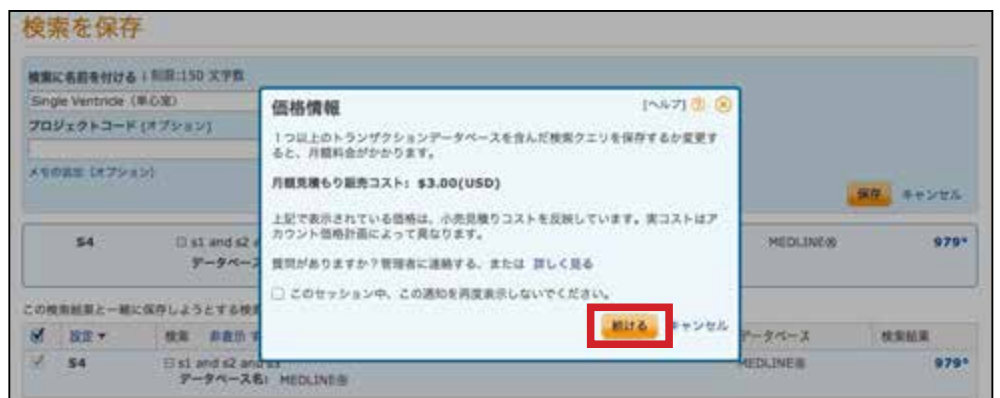 検索を保存
検索に名前を付ける : 制限:150 文字数
Single Ventricle (単心室)
プロジェクトコード (オプション)
メモの追加 (オプション)
保存 キャンセル
価格情報
[ヘルプ]
1つ以上のトランザクションデータベースを含んだ検索クエリを保存するか変更す
ると、月額料金がかかります。
月額見積もり販売コスト: $3.00(USD)
上記で表示されている価格は、小売見積りコストを反映しています。実コストはア
カウント価格計画によって異なります。
質問がありますか?管理者に連絡する、または 詳しく見る
このセッション中、この通知を再度表示しないでください。
続ける キャンセル
S4 s1 and s2 MEDLINE® 979°
データベース
この検索結果と一緒に保存しようとする検索
設定 検索 非表示 データベース 検索結果
S4 s1 and s2 and s3 MEDLINE® 979°
データベース名: MEDLINE®